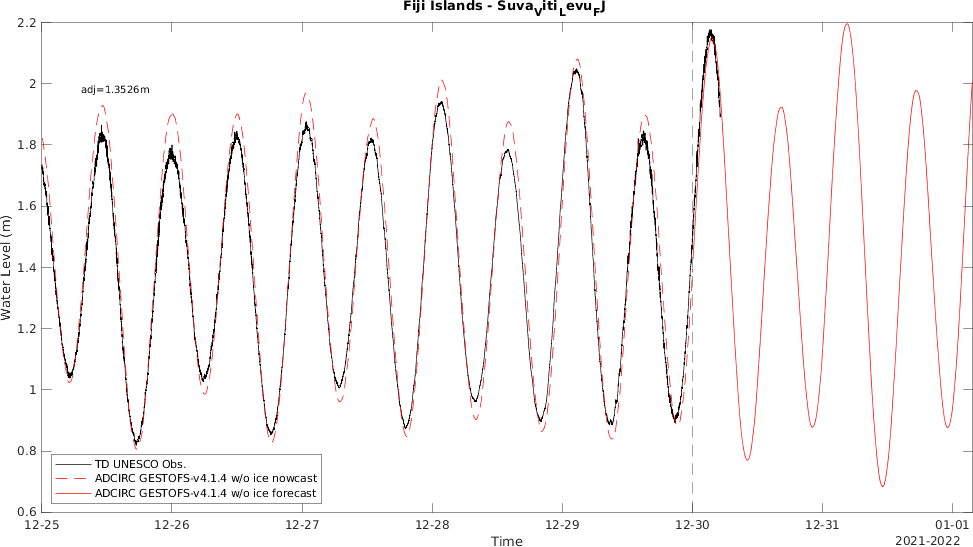 Fiji Islands - SuvaVitiLevuFJ
2.2
2
1.8
1.6
1.4
1.2
1
0.8
0.6
Water Level (m)
adj=1.3526m
TD UNESCO Obs.
ADCIRC GESTOFS-v4.1.4 w/o ice nowcast
ADCIRC GESTOFS-v4.1.4 w/o ice forecast
12-25 12-26 12-27 12-28 12-29 12-30 12-31 01-01
Time
2021-2022